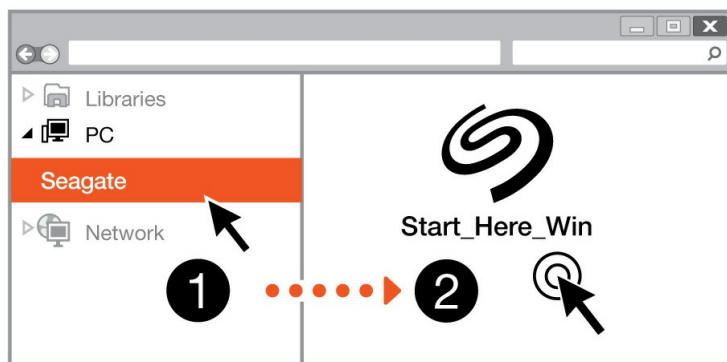 Libraries
PC
Seagate
Network
Start_Here_Win
1
2